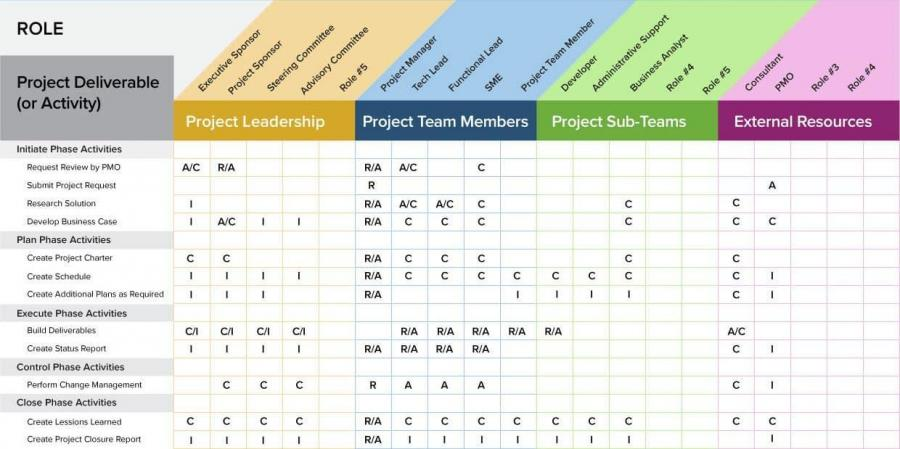 ROLE
Executive Sponsor
Project Sponsor
Steering Committee
Advisory Committee
Role #5
Project Manager
Tech Lead
Functional Lead
SME
Project Team Member
Developer
Administrative Support
Business Analyst
Role #4
Role #5
Consultant
PMO
Role #3
Role #4
Project Deliverable
(or Activity)
Project Leadership Project Team Members Project Sub-Teams External Resources
Initiate Phase Activities
Request Review by PMO A/C R/A R/A A/C C
Submit Project Request R A
Research Solution I R/A A/C A/C C C C
Develop Business Case I A/C I I R/A C C C C C C
Plan Phase Activities
Create Project Charter C C R/A C C C C C
Create Schedule I I I I R/A C C C C C C C C I
Create Additional Plans as Required I I I R/A I I I I C I
Execute Phase Activities
Build Deliverables C/I C/I C/I C/I R/A R/A R/A R/A R/A A/C
Create Status Report I I I I R/A R/A R/A R/A C I
Control Phase Activities
Perform Change Management C C C R A A A C I
Close Phase Activities
Create Lessions Learned C C C C R/A C C C C C C C C C
Create Project Closure Report I I I I R/A I I I I I I I I